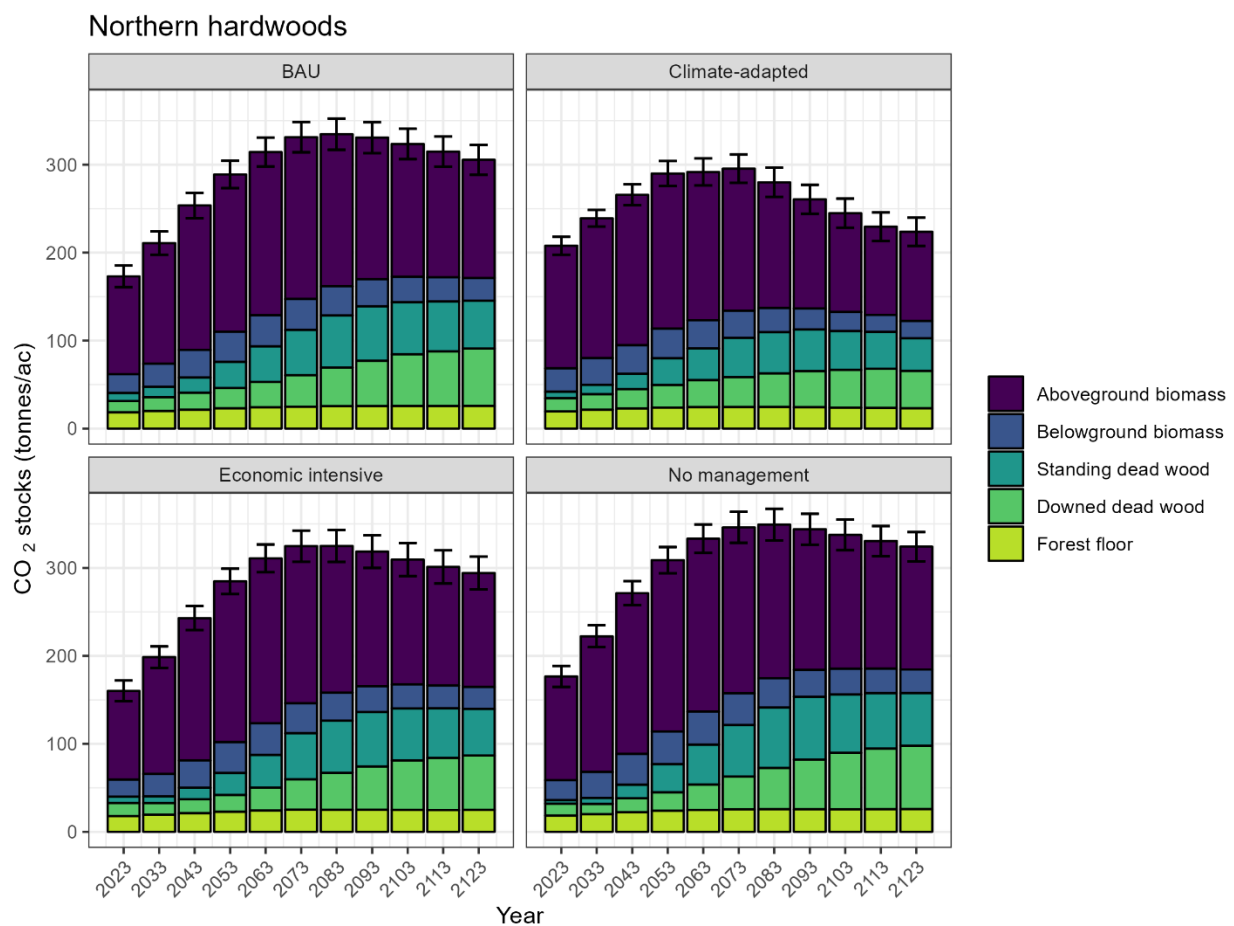 Northern hardwoods
BAU
Climate-adapted
300
200
100
0
Economic intensive
No management
300
200
100
0
CO 2 stocks (tonnes/ac)
2023 2033 2043 2053 2063 2073 2083 2093 2103 2113 2123
2023 2033 2043 2053 2063 2073 2083 2093 2103 2113 2123
Year
Aboveground biomass
Belowground biomass
Standing dead wood
Downed dead wood
Forest floor